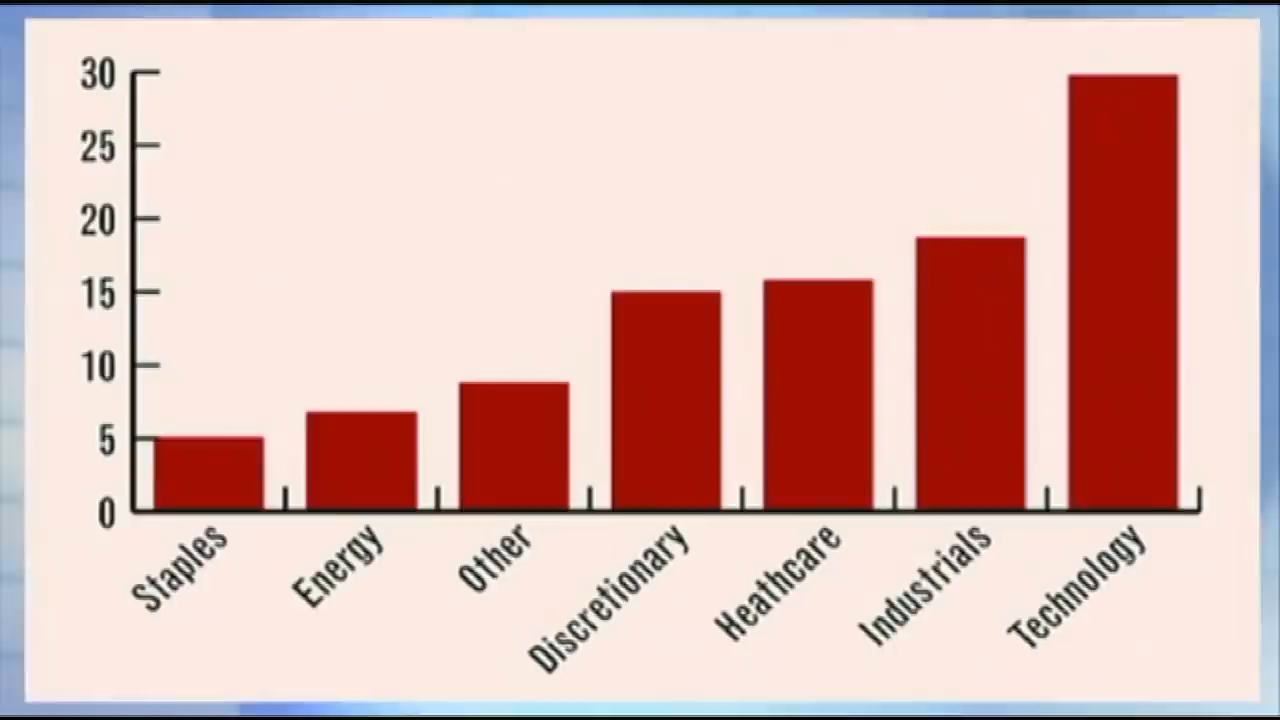 30
25
20
15
10
5
0
Staples
Energy
Other
Discretionary
Heathcare
Industrials
Technology